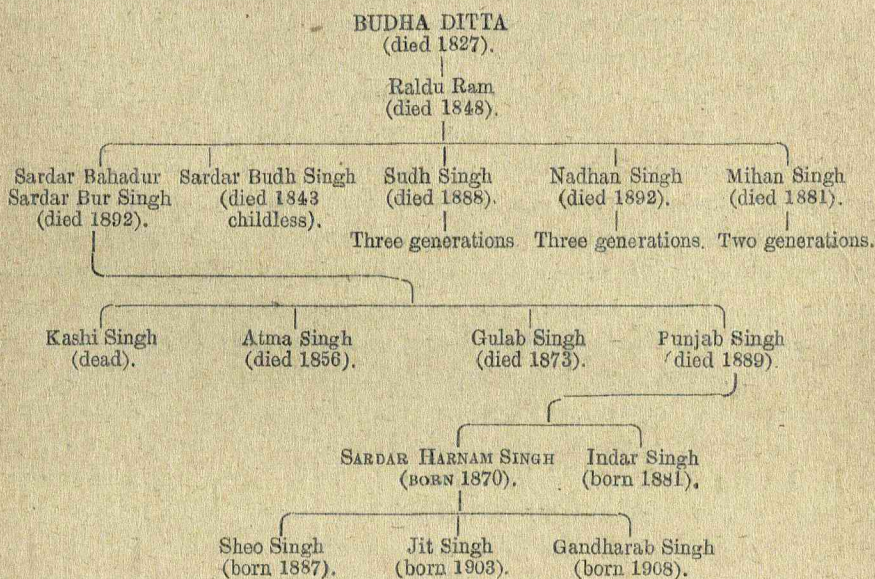 BUDHA DITTA
(died 1827).
Raldu Ram
(died 1848).
Sardar Bahadur
Sardar Bur Singh
(died 1892).
Sardar Budh Singh
(died 1843
childless).
Sudh Singh
(died 1888).
Three generations
Nadhan Singh
(died 1892).
Three generations.
Mihan Singh
(died 1881).
Two generations.
Kashi Singh
(dead).
Atma Singh
(died 1856).
Gulab Singh
(died 1873).
Punjab Singh
(died 1889).
SARDAR HARNAM SINGH
(BORN 1870).
Indar Singh
(born 1881).
Sheo Singh
(born 1887).
Jit Singh
(born 1903).
Gandharab Singh
(born 1908).